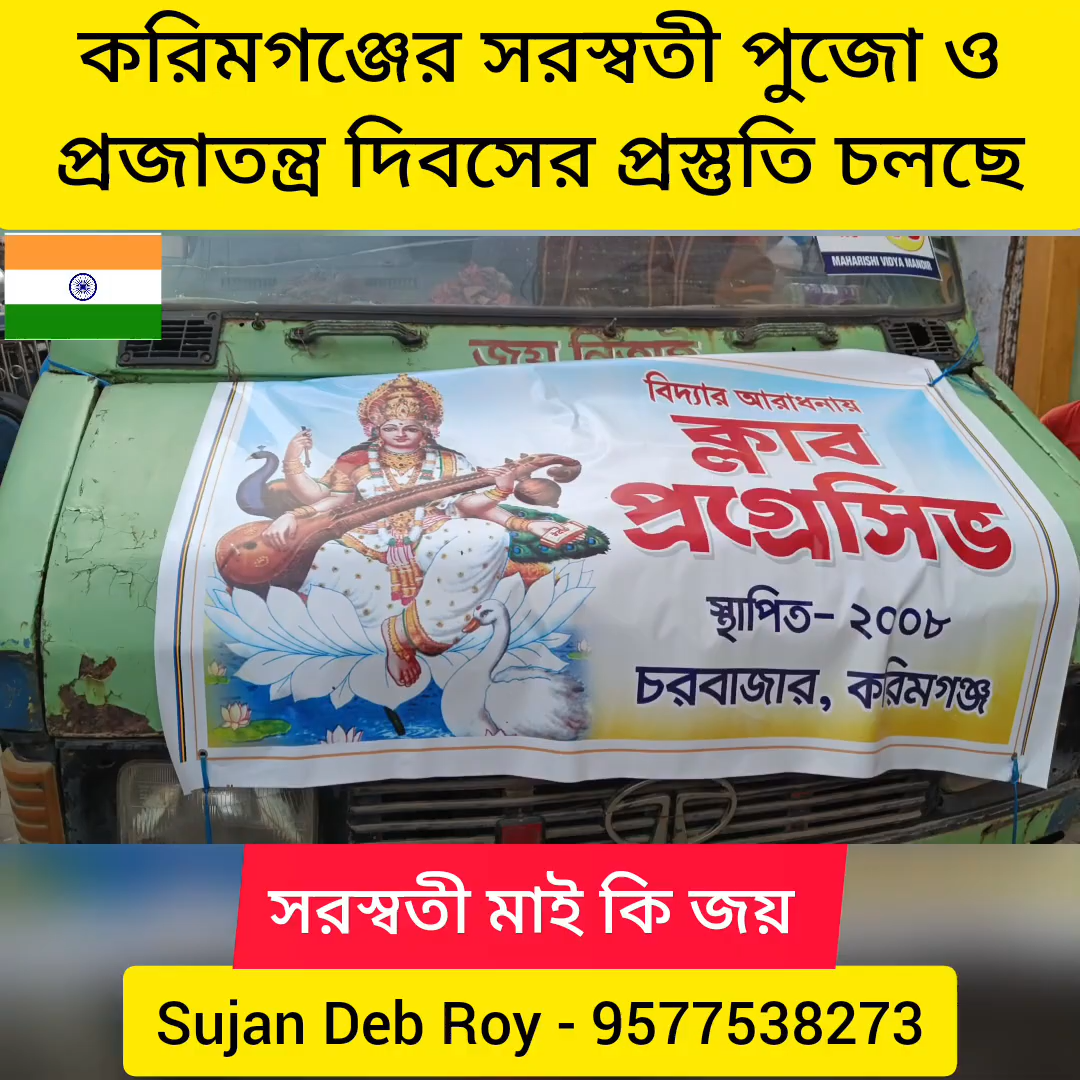 করিমগঞ্জের সরস্বতী পুজো ও
প্রজাতন্ত্র দিবসের প্রস্তুতি চলছে
MAHARISHI VIDYA MANDIR
জয় নিতাই
বিদ্যার আরাধনায়
ক্লাব
প্রগ্রেসিভ
স্থাপিত- ২০০৮
চরবাজার, করিমগঞ্জ
সরস্বতী মাই কি জয়
Sujan Deb Roy - 9577538273